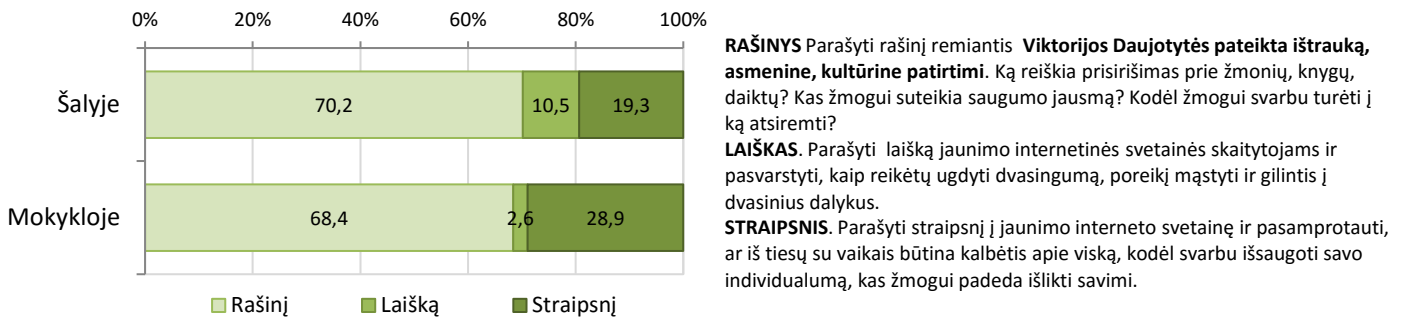 0% 20% 40% 60% 80% 100%
Šalyje 70,2 10,5 19,3
Mokykloje 68,4 2,6 28,9
Rašinį Laišką Straipsnį
RAŠINYS Parašyti rašinį remiantis Viktorijos Daujotytės pateikta ištrauką,
asmenine, kultūrine patirtimi. Ką reiškia prisirišimas prie žmonių, knygų,
daiktų? Kas žmogui suteikia saugumo jausmą? Kodėl žmogui svarbu turėti į
ką atsiremti?
LAIŠKAS. Parašyti laišką jaunimo internetinės svetainės skaitytojams ir
pasvarstyti, kaip reikėtų ugdyti dvasingumą, poreikį mąstyti ir gilintis į
dvasinius dalykus.
STRAIPSNIS. Parašyti straipsnį į jaunimo interneto svetainę ir pasamprotauti,
ar iš tiesų su vaikais būtina kalbėtis apie viską, kodėl svarbu išsaugoti savo
individualumą, kas žmogui padeda išlikti savimi.